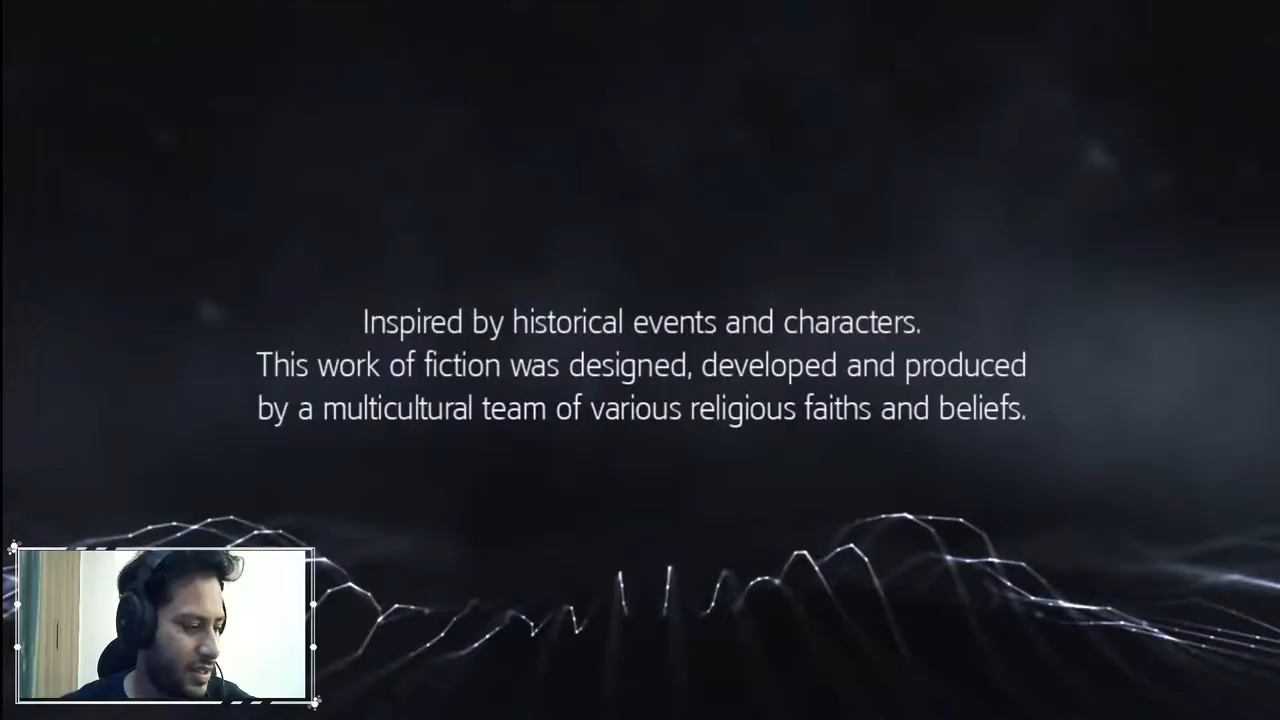 Inspired by historical events and characters.
This work of fiction was designed, developed and produced
by a multicultural team of various religious faiths and beliefs.